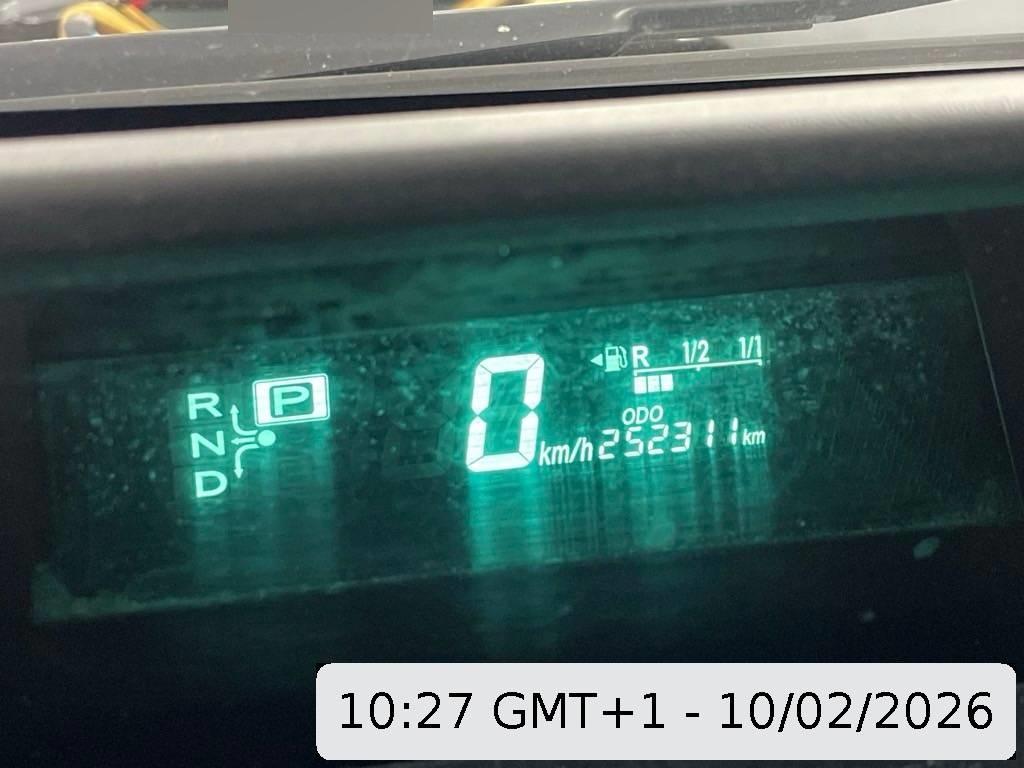 R P
N
D
0 km/h
R 1/2 1/1
ODO
252311 km
10:27 GMT+1 - 10/02/2026